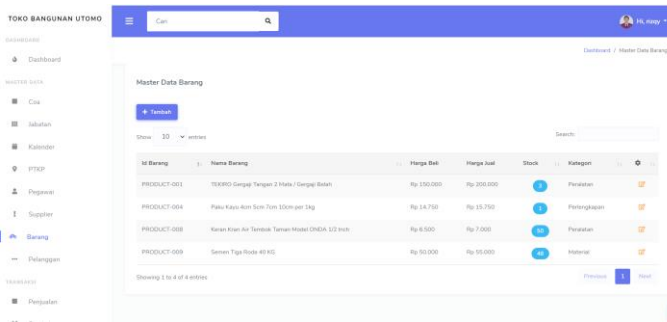 TOKO BANGUNAN UTOMO
Cari
Hi, rizqy
DASHBOARD
Dashboard
Dashboard / Master Data Barang
MASTER DATA
Coa
Jabatan
Kalender
PTKP
Pegawai
Supplier
Barang
Pelanggan
TRANSAKSI
Penjualan
Master Data Barang
+ Tambah
Show 10 entries
Search:
Id Barang Nama Barang Harga Beli Harga Jual Stock Kategori
PRODUCT-001 TEKIRO Gergaji Tangan 2 Mata / Gergaji Belah Rp 150.000 Rp 200.000 3 Peralatan
PRODUCT-004 Paku Kayu 4cm 5cm 7cm 10cm per 1kg Rp 14.750 Rp 15.750 Perlengkapan
PRODUCT-008 Keran Kran Air Tembok Taman Model ONDA 1/2 Inch Rp 6.500 Rp 7.000 50 Peralatan
PRODUCT-009 Semen Tiga Roda 40 KG Rp 50.000 Rp 55.000 48 Material
Showing 1 to 4 of 4 entries
Previous 1 Next